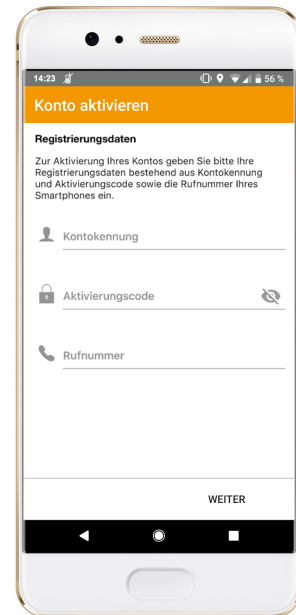 14:23 56 %
Konto aktivieren
Registrierungsdaten
Zur Aktivierung Ihres Kontos geben Sie bitte Ihre
Registrierungsdaten bestehend aus Kontokennung
und Aktivierungscode sowie die Rufnummer Ihres
Smartphones ein.
Kontokennung
Aktivierungscode
Rufnummer
WEITER